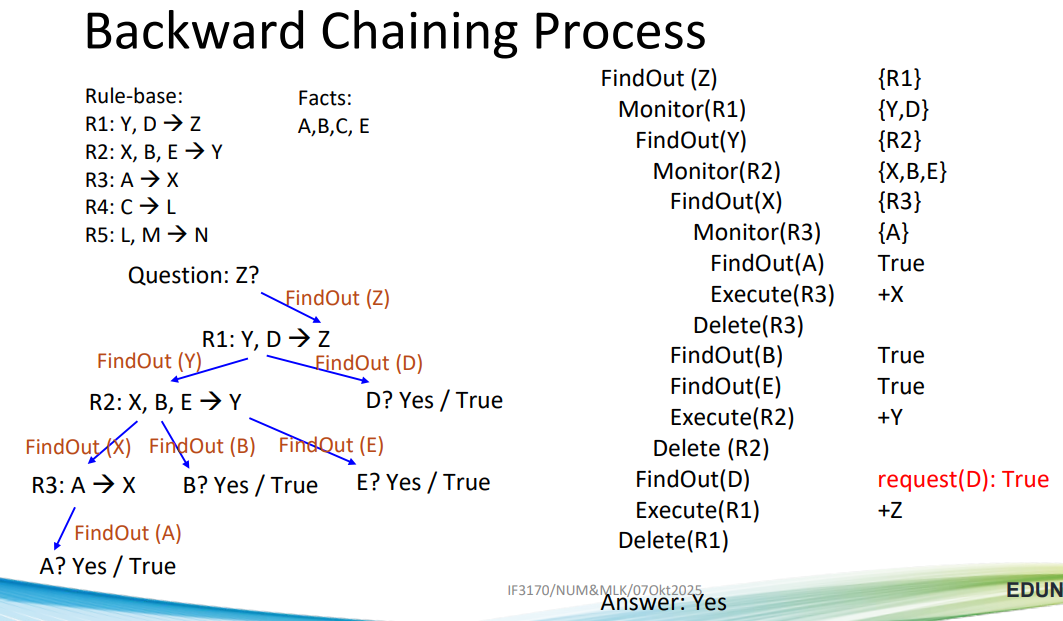 Backward Chaining Process
Rule-base:
R1: Y, D → Z
R2: X, B, E → Y
R3: A → X
R4: C → L
R5: L, M → N
Facts:
A,B,C, E
Question: Z?
FindOut (Z)
R1: Y, D → Z
FindOut (Y)
FindOut (D)
R2: X, B, E → Y
D? Yes / True
FindOut (X)
FindOut (B)
FindOut (E)
R3: A → X
B? Yes / True
E? Yes / True
FindOut (A)
A? Yes / True
FindOut (Z) {R1}
Monitor(R1) {Y,D}
FindOut(Y) {R2}
Monitor(R2) {X,B,E}
FindOut(X) {R3}
Monitor(R3) {A}
FindOut(A) True
Execute(R3) +X
Delete(R3)
FindOut(B) True
FindOut(E) True
Execute(R2) +Y
Delete (R2)
FindOut(D) request(D): True
Execute(R1) +Z
Delete(R1)
IF3170/NUM&MLK/07Okt2025
Answer: Yes
EDUN